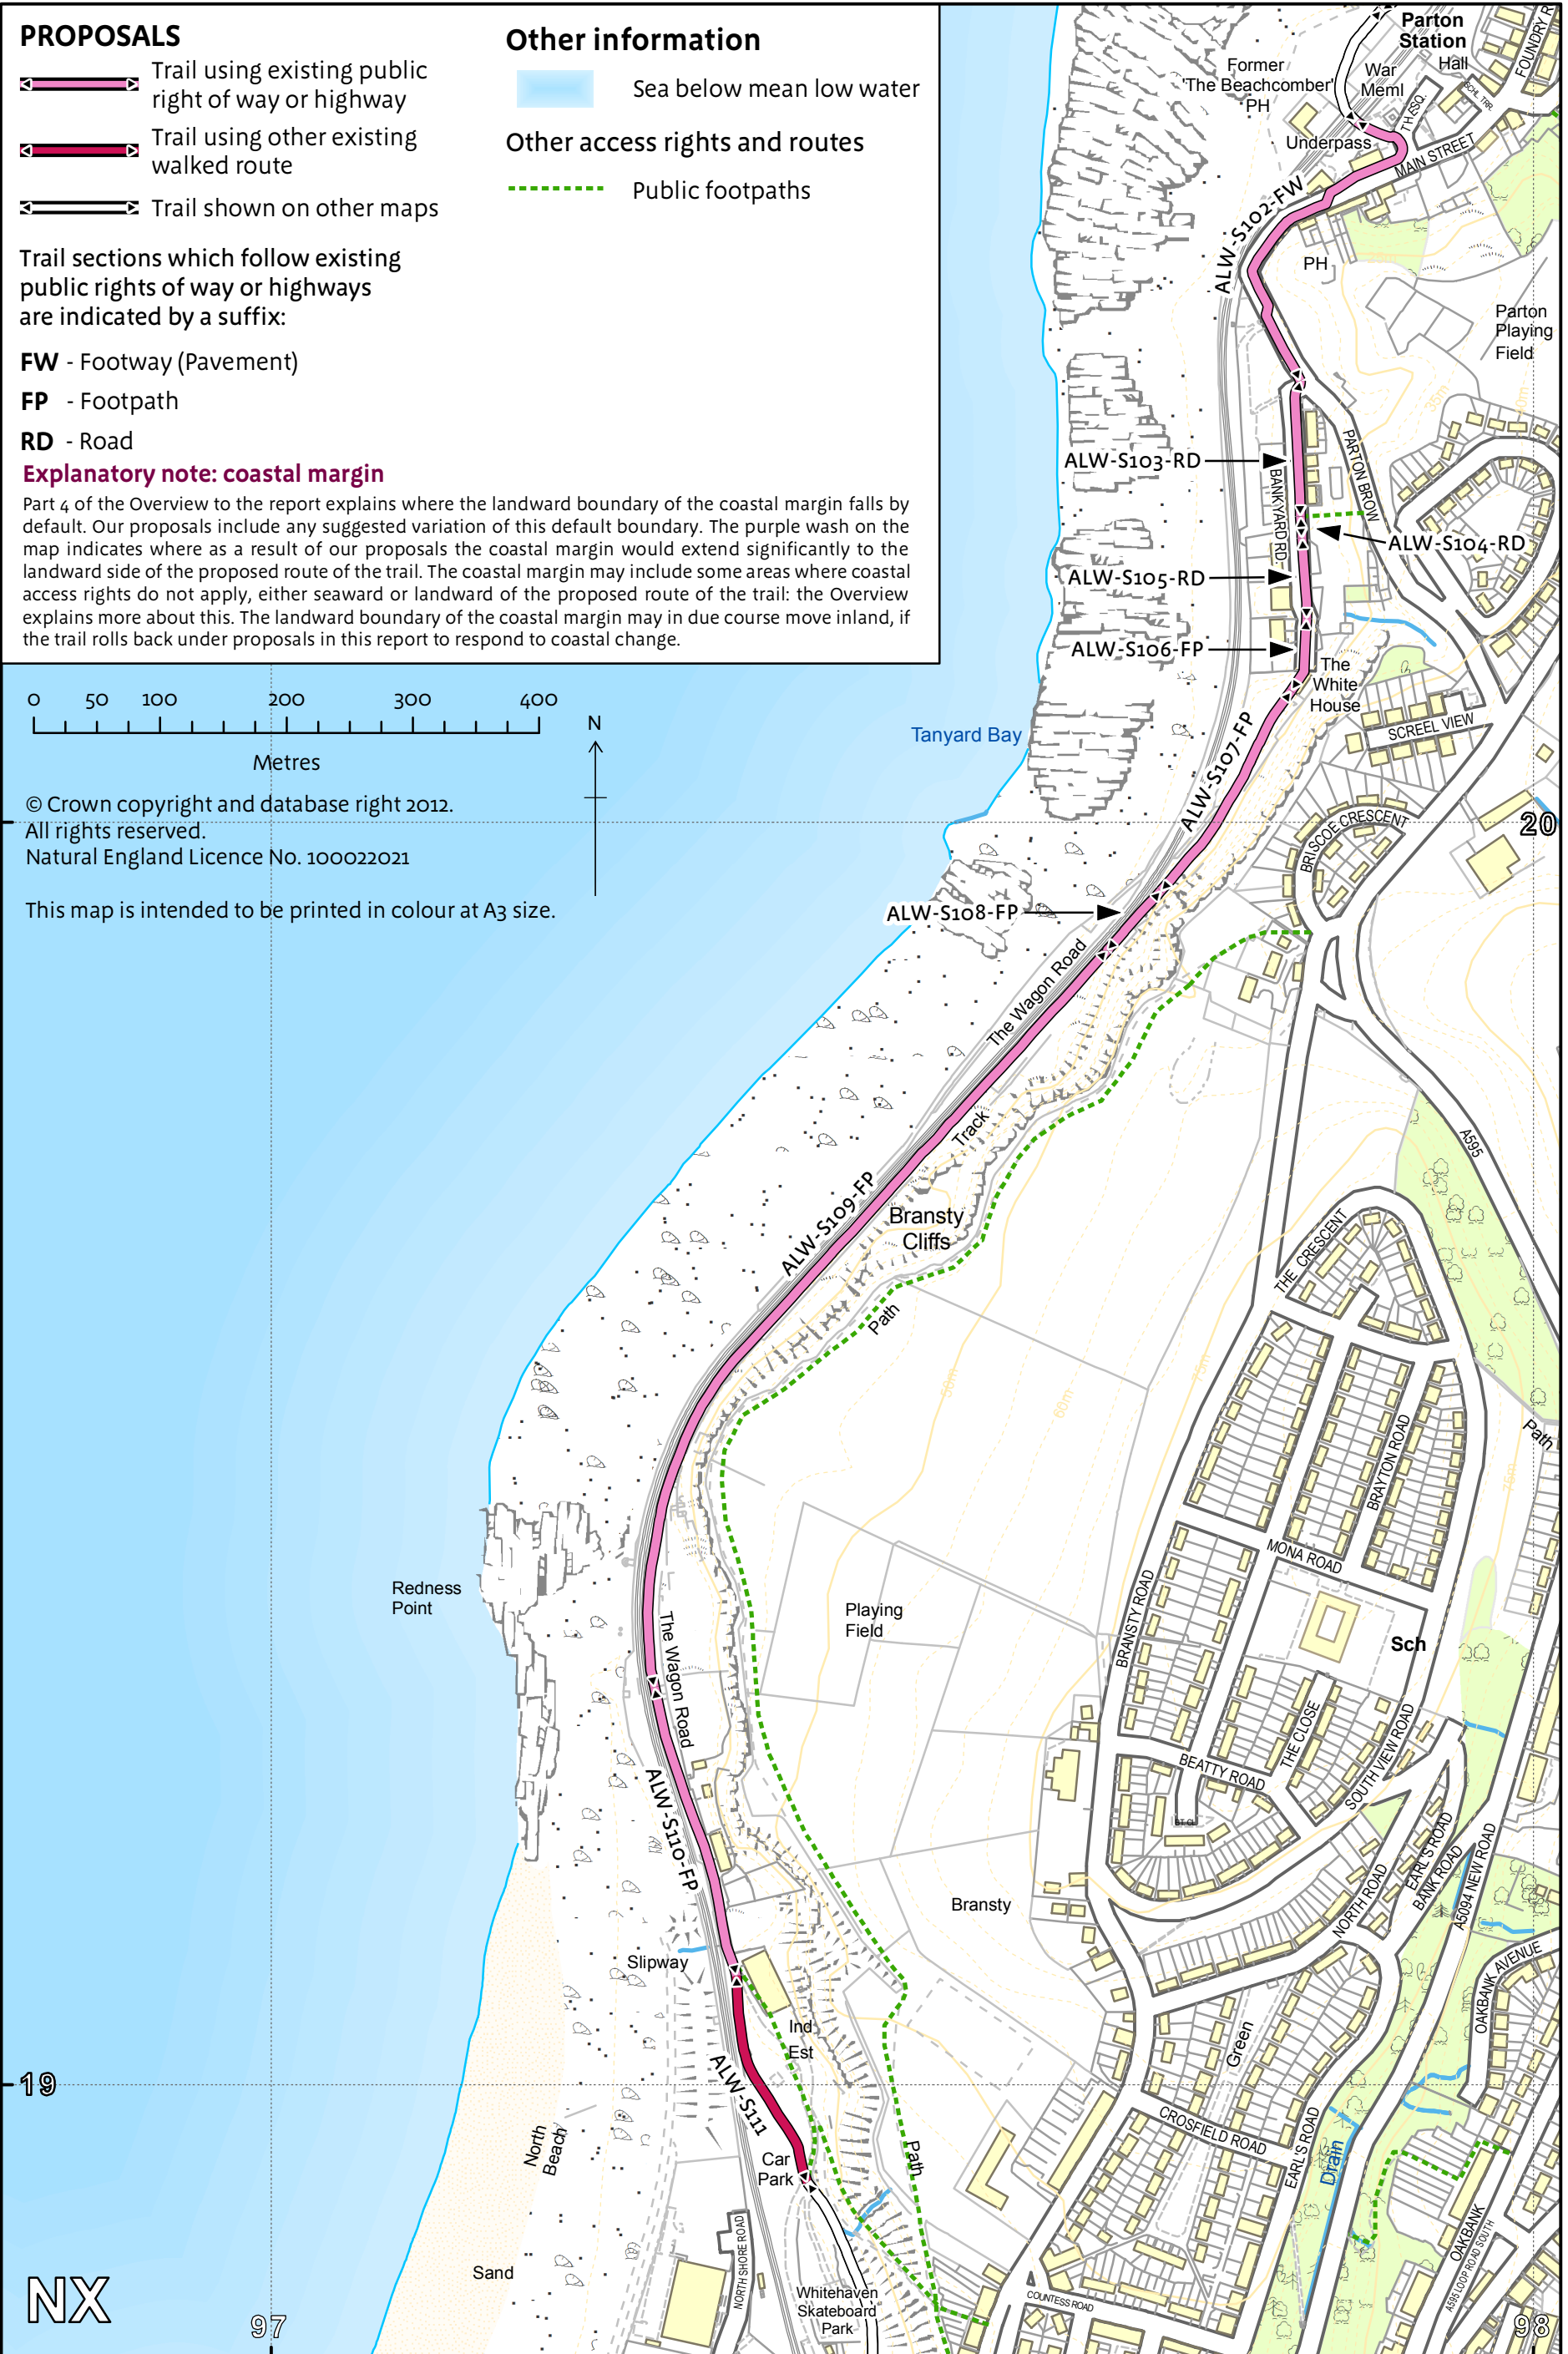 PROPOSALS
Trail using existing public
right of way or highway
Trail using other existing
walked route
Trail shown on other maps
Trail sections which follow existing
public rights of way or highways
are indicated by a suffix:
FW - Footway (Pavement)
FP - Footpath
RD - Road
Other information
Sea below mean low water
Other access rights and routes
Public footpaths
Explanatory note: coastal margin
Part 4 of the Overview to the report explains where the landward boundary of the coastal margin falls by
default. Our proposals include any suggested variation of this default boundary. The purple wash on the
map indicates where as a result of our proposals the coastal margin would extend significantly to the
landward side of the proposed route of the trail. The coastal margin may include some areas where coastal
access rights do not apply, either seaward or landward of the proposed route of the trail: the Overview
explains more about this. The landward boundary of the coastal margin may in due course move inland, if
the trail rolls back under proposals in this report to respond to coastal change.
0 50 100 200 300 400
Metres
N
© Crown copyright and database right 2012.
All rights reserved.
Natural England Licence No. 100022021
This map is intended to be printed in colour at A3 size.
Parton
Station
Hall
FOUNDRY R
War
Meml
TH ESQ.
SCHL TRR.
Former
'The Beachcomber'
PH
Underpass
MAIN STREET
ALW-S102-FW
PH
Parton
Playing
Field
35m
ALW-S103-RD
BANKYARD RD
PARTON BROW
ALW-S104-RD
ALW-S105-RD
ALW-S106-FP
The
White
House
SCREEL VIEW
Tanyard Bay
ALW-S107-FP
BRISCOE CRESCENT
20
ALW-S108-FP
The Wagon Road
Track
A595
ALW-S109-FP
Bransty
Cliffs
Path
THE CRESCENT
50m
60m
75m
BRAYTON ROAD
Path
75m
MONA ROAD
Redness
Point
The Wagon Road
Playing
Field
BRANSTY ROAD
Sch
THE CLOSE
BEATTY ROAD
SOUTH VIEW ROAD
ALW-S110-FP
Bransty
NORTH ROAD
EARL'S ROAD
BANK ROAD
A5094 NEW ROAD
OAKBANK AVENUE
Slipway
Ind
Est
Green
19
ALW-S111
North
Beach
Car
Park
Path
CROSFIELD ROAD
EARL'S ROAD
Drain
OAKBANK
A595 LOOP ROAD SOUTH
Sand
NORTH SHORE ROAD
Whitehaven
Skateboard
Park
COUNTESS ROAD
NX
97
98